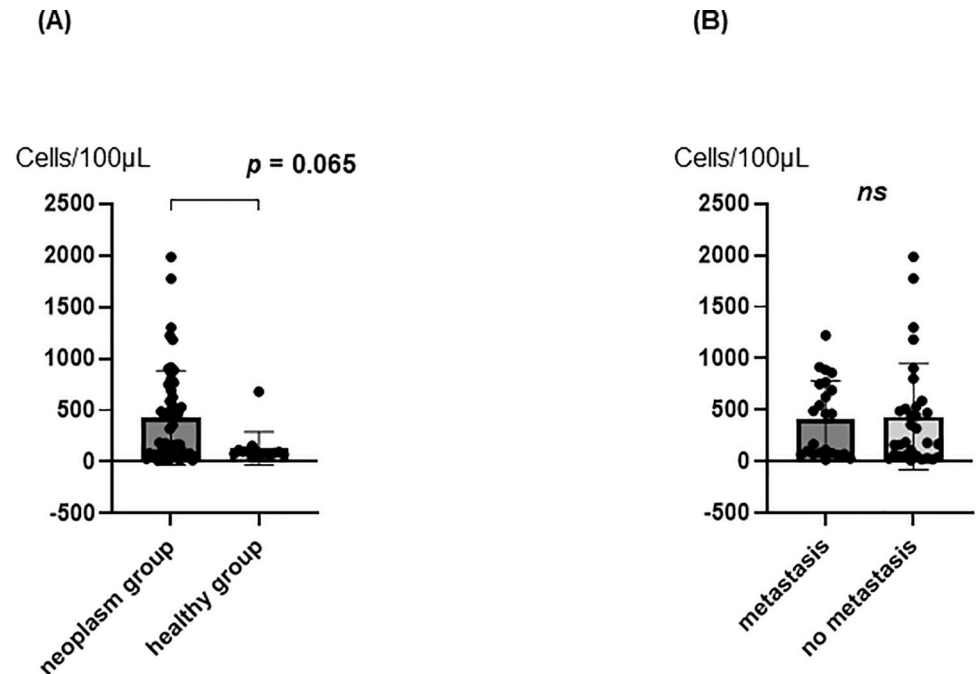 (A)
(B)
Cells/100µL
p = 0.065
2500
2000
1500
1000
500
0
-500
neoplasm group
healthy group
Cells/100µL
ns
2500
2000
1500
1000
500
0
-500
metastasis
no metastasis